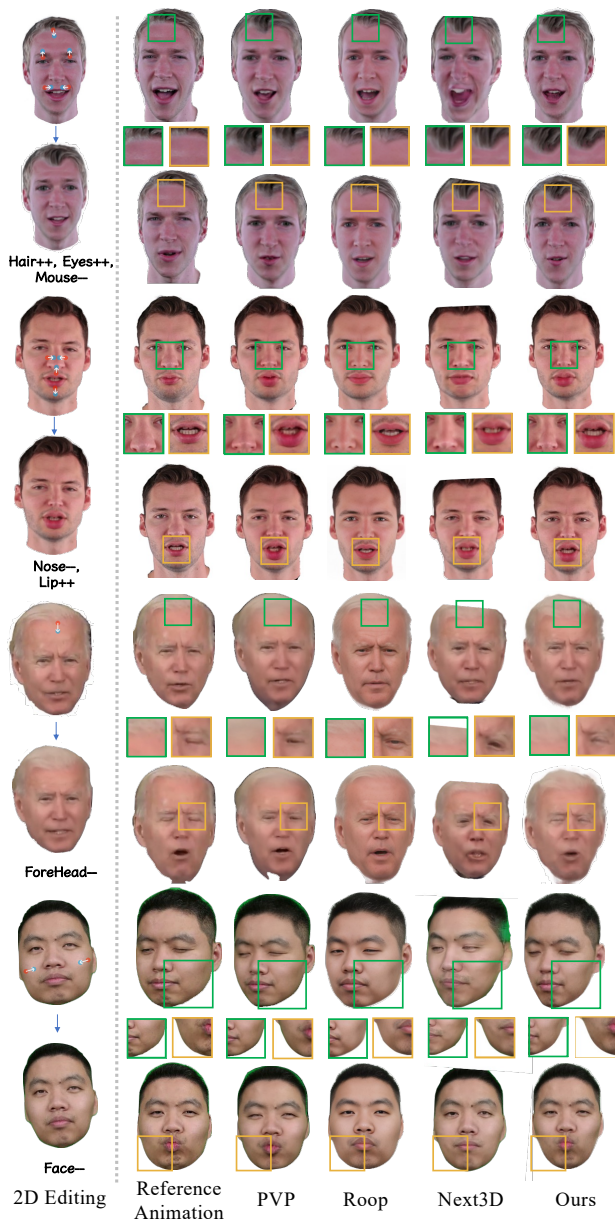 Hair++, Eyes++,
Mouse—
Nose—,
Lip++
ForeHead—
Face—
2D Editing
Reference
Animation
PVP
Roop
Next3D
Ours